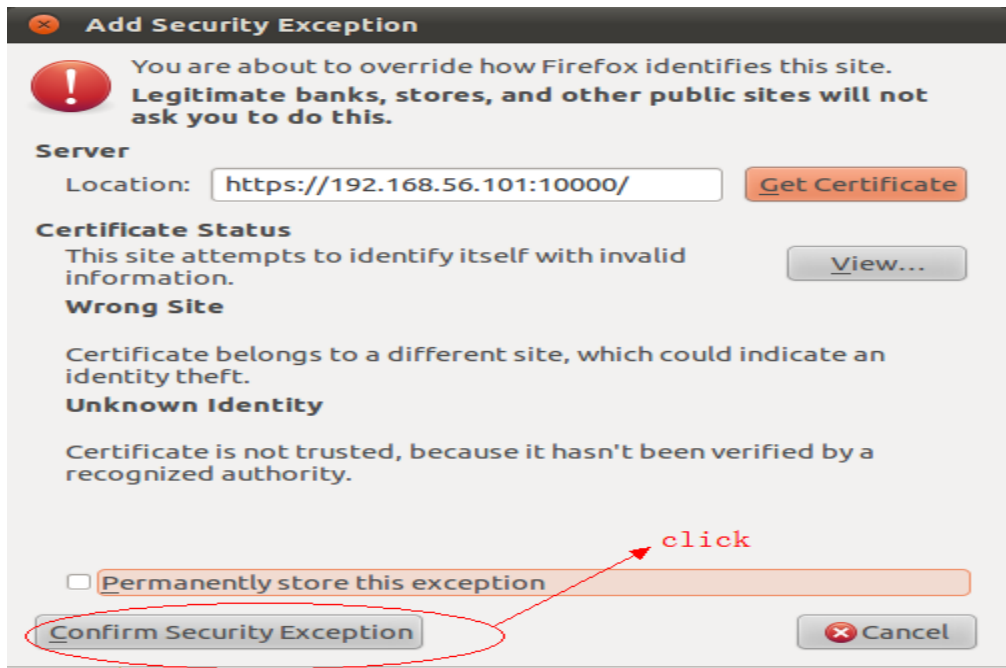 Add Security Exception
You are about to override how Firefox identifies this site.
Legitimate banks, stores, and other public sites will not
ask you to do this.
Server
Location: https://192.168.56.101:10000/ Get Certificate
Certificate Status
This site attempts to identify itself with invalid
information.
View...
Wrong Site
Certificate belongs to a different site, which could indicate an
identity theft.
Unknown Identity
Certificate is not trusted, because it hasn't been verified by a
recognized authority.
click
Permanently store this exception
Confirm Security Exception Cancel